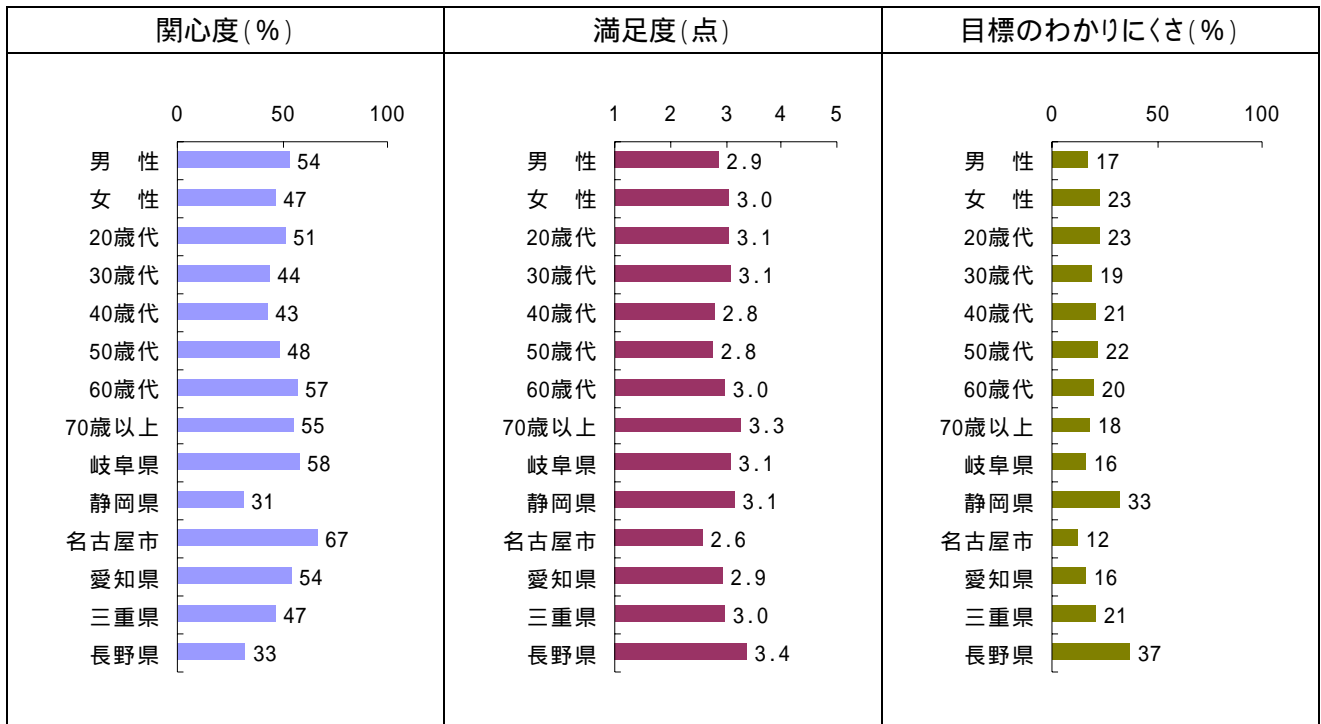 関心度(%) 満足度(点) 目標のわかりにくさ(%)
0 50 100 1 2 3 4 5 0 50 100
男 性 54 2.9 男 性 17
女 性 47 女 性 3.0 女 性 23
20歳代 51 20歳代 3.1 20歳代 23
30歳代 44 30歳代 3.1 30歳代 19
40歳代 43 40歳代 2.8 40歳代 21
50歳代 48 50歳代 2.8 50歳代 22
60歳代 57 60歳代 3.0 60歳代 20
70歳以上 55 70歳以上 3.3 70歳以上 18
岐阜県 58 岐阜県 3.1 岐阜県 16
静岡県 31 静岡県 3.1 静岡県 33
名古屋市 67 名古屋市 2.6 名古屋市 12
愛知県 54 愛知県 2.9 愛知県 16
三重県 47 三重県 3.0 三重県 21
長野県 33 長野県 3.4 長野県 37